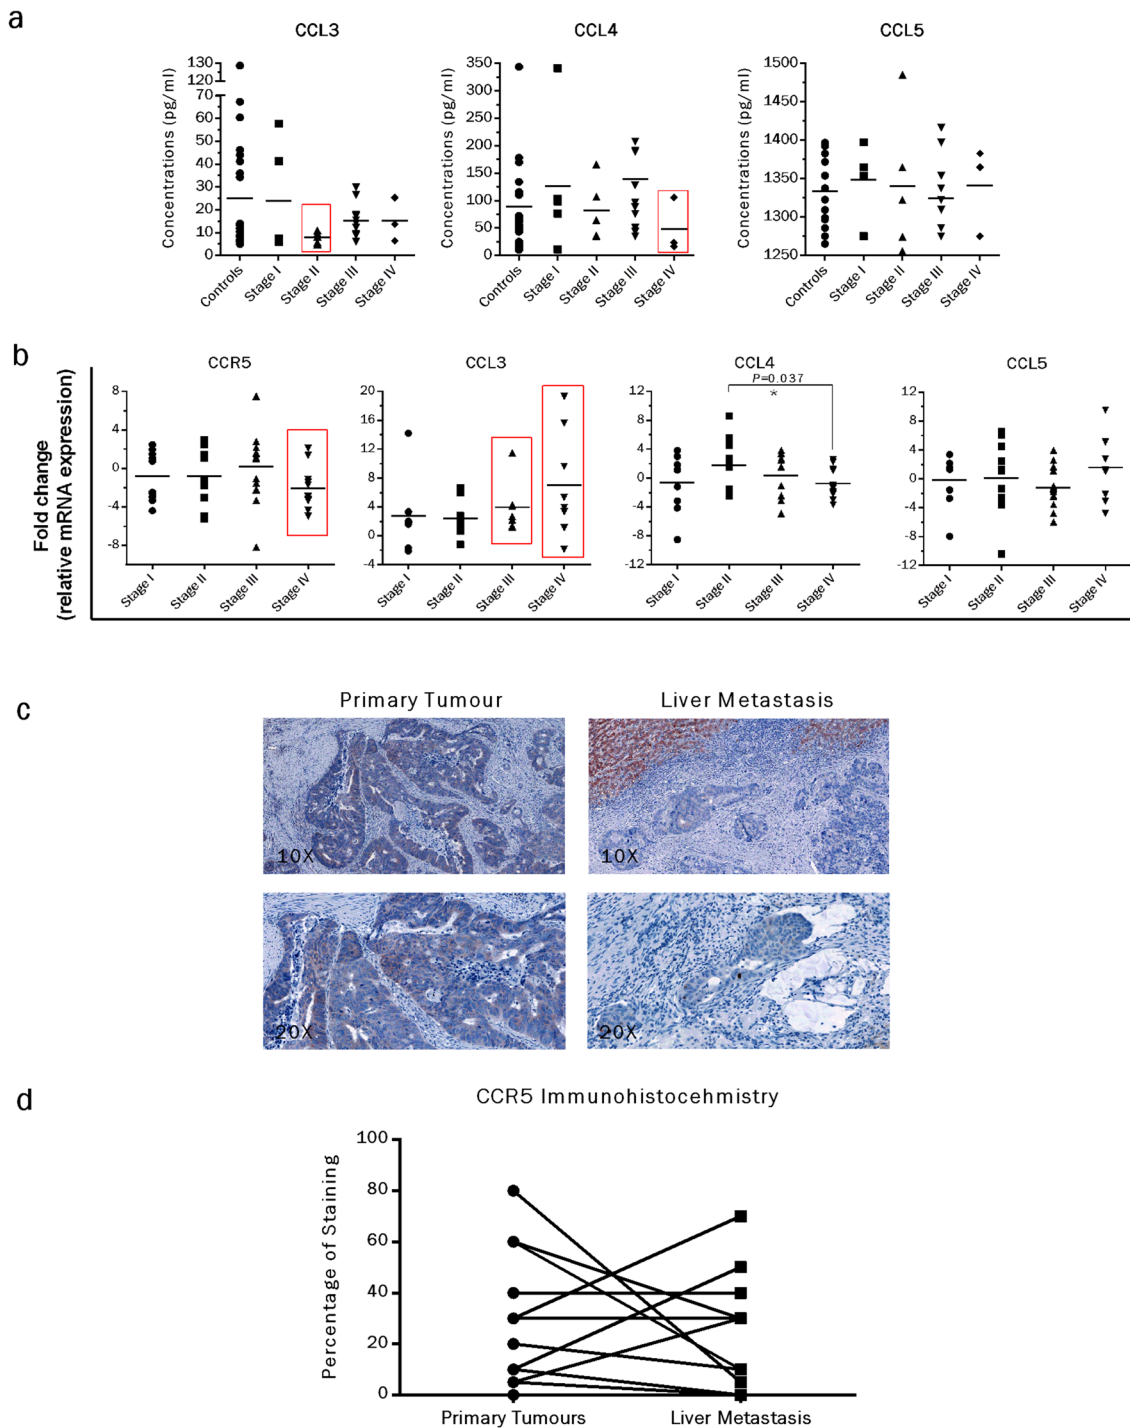 a
CCL3
CCL4
CCL5
Concentrations (pg/ml)
130
120
70
60
50
40
30
20
10
0
Controls
Stage I
Stage II
Stage III
Stage IV
Concentrations (pg/ml)
350
300
250
200
150
100
50
0
Controls
Stage I
Stage II
Stage III
Stage IV
Concentrations (pg/ml)
1500
1450
1400
1350
1300
1250
Controls
Stage I
Stage II
Stage III
Stage IV
b
Fold change
(relative mRNA expression)
CCR5
8
4
0
-4
-8
Stage I
Stage II
Stage III
Stage IV
CCL3
20
16
12
8
4
0
-4
Stage I
Stage II
Stage III
Stage IV
CCL4
P=0.037
*
12
8
4
0
-4
-8
-12
Stage I
Stage II
Stage III
Stage IV
CCL5
12
8
4
0
-4
-8
-12
Stage I
Stage II
Stage III
Stage IV
c
Primary Tumour
Liver Metastasis
10X
10X
20X
20X
d
CCR5 Immunohistocehmistry
Percentage of Staining
100
80
60
40
20
0
Primary Tumours
Liver Metastasis